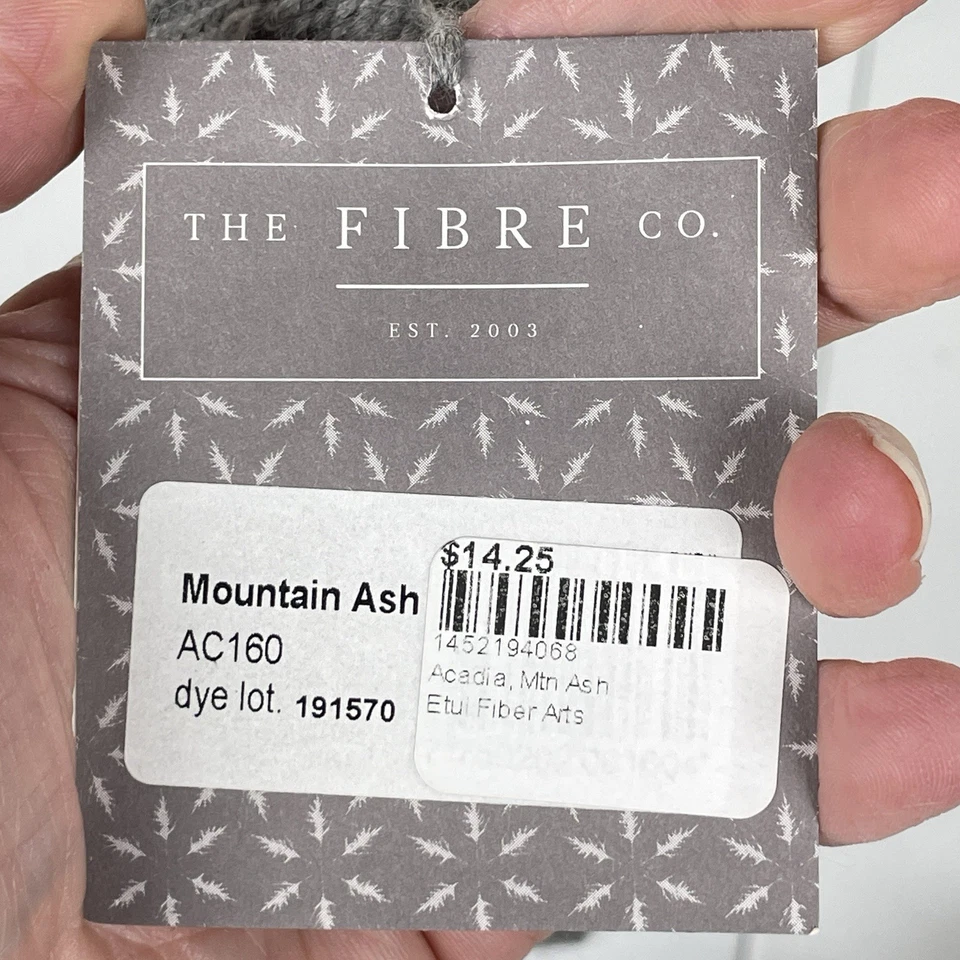 THE FIBRE CO.
EST. 2003
Mountain Ash
AC160
dye lot. 191570
$14.25
1452194068
Acadia, Mtn Ash
Etui Fiber Arts